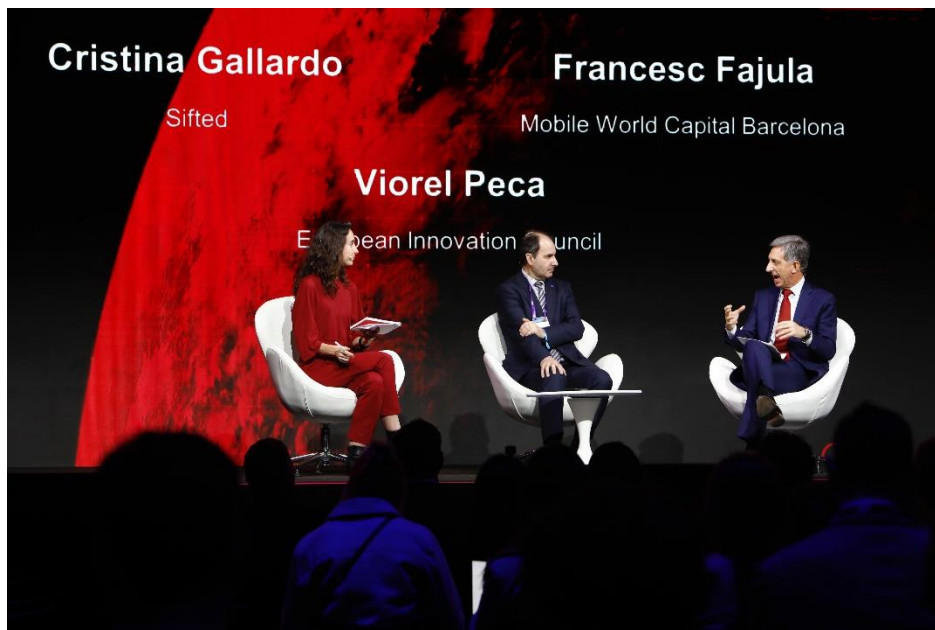 Cristina Gallardo
Sifted
Francesc Fajula
Mobile World Capital Barcelona
Viorel Peca
Innovation